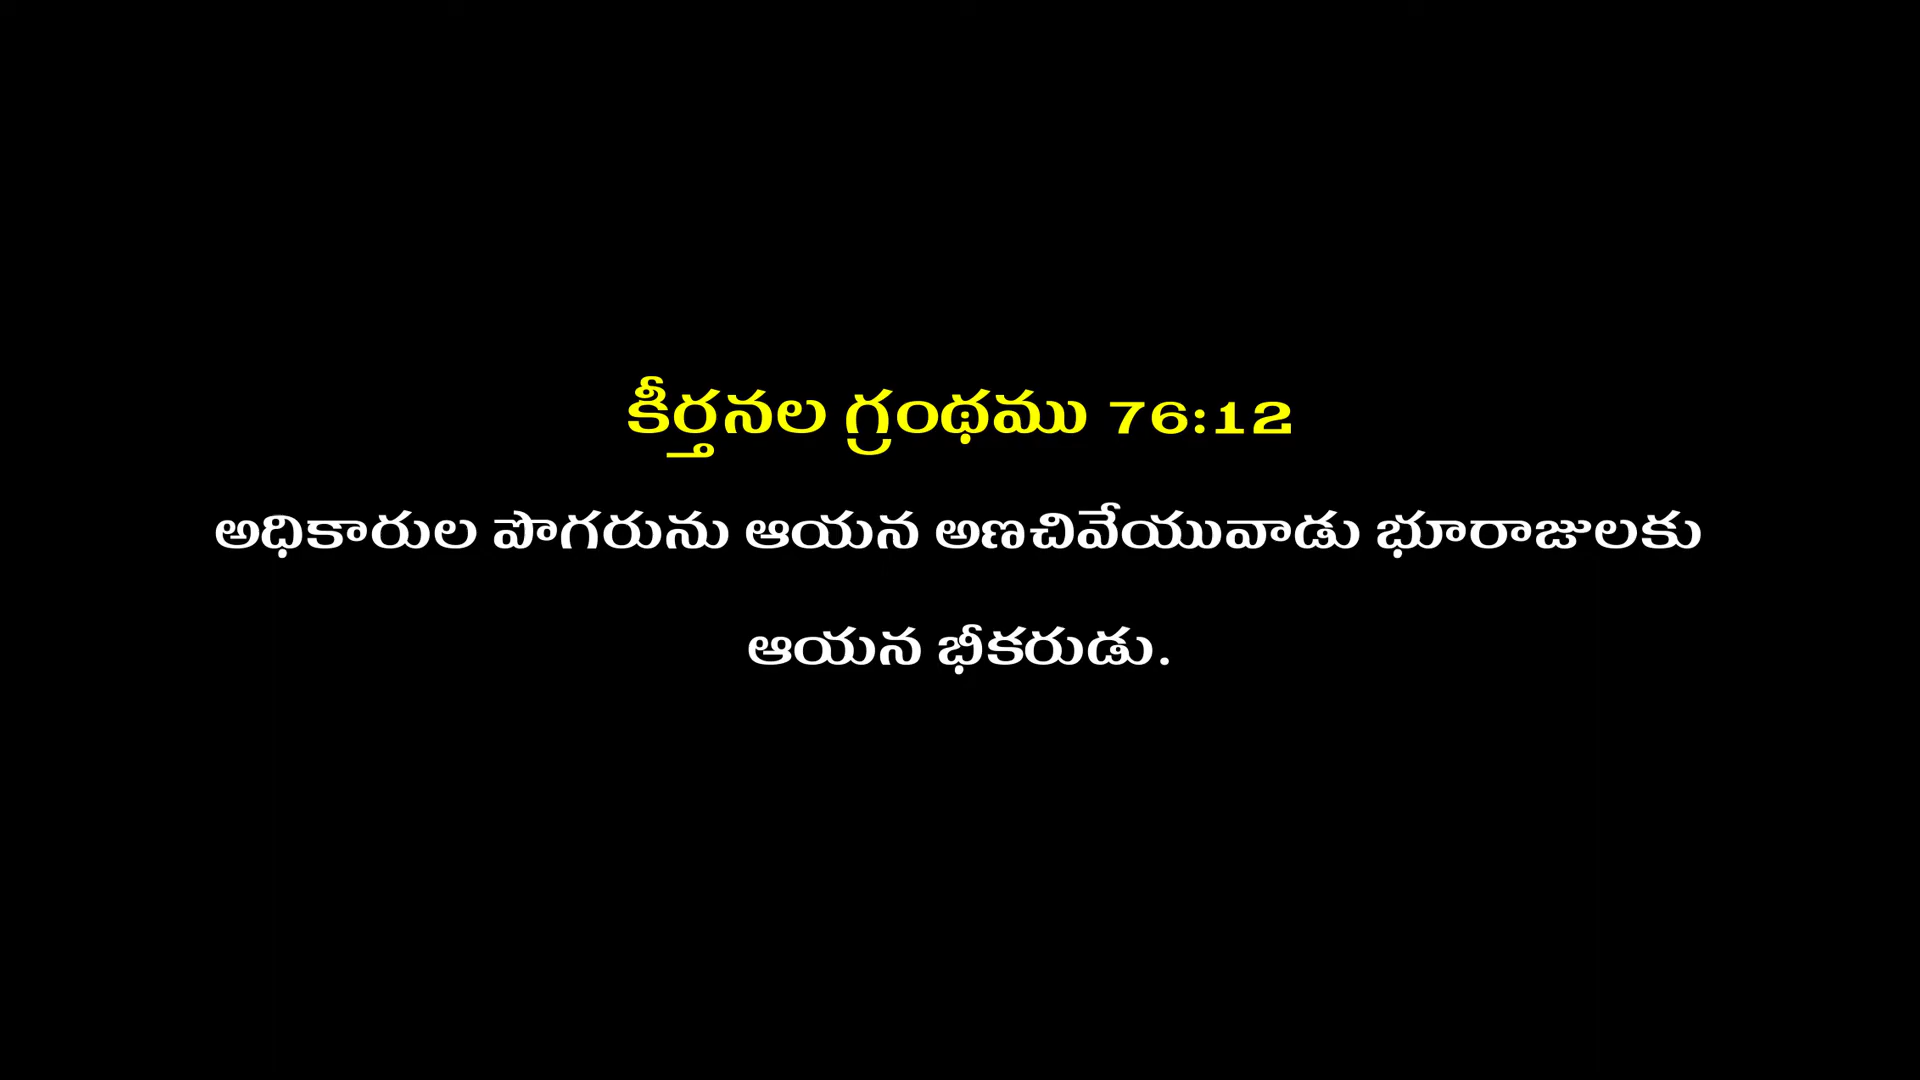 కీర్తనల గ్రంథము 76:12
అధికారుల పొగరును ఆయన అణచివేయువాడు భూరాజులకు
ఆయన భీకరుడు.